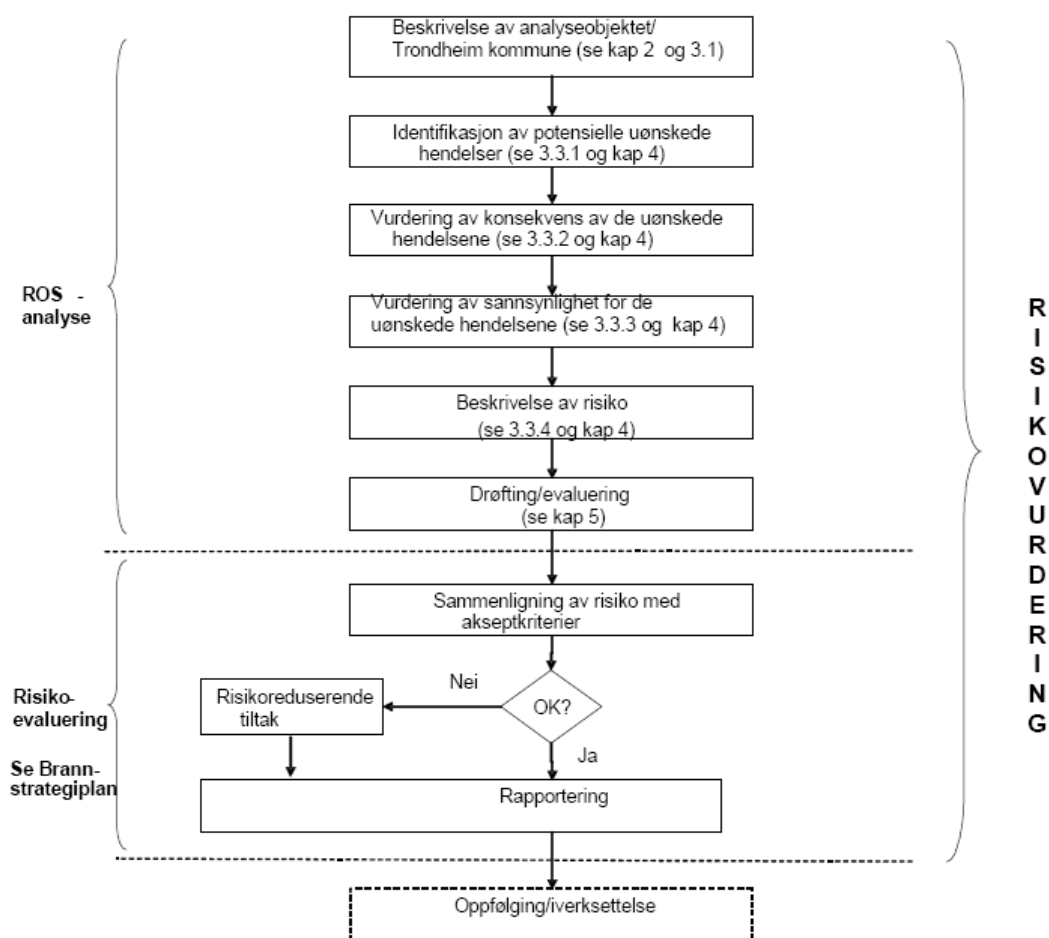 Beskrivelse av analyseobjektet/
Trondheim kommune (se kap 2 og 3.1)
Identifikasjon av potensielle uønskede
hendelser (se 3.3.1 og kap 4)
Vurdering av konsekvens av de uønskede
hendelsene (se 3.3.2 og kap 4)
Vurdering av sannsynlighet for de
uønskede hendelsene (se 3.3.3 og kap 4)
Beskrivelse av risiko
(se 3.3.4 og kap 4)
Drøfting/evaluering
(se kap 5)
ROS -
analyse
Sammenligning av risiko med
akseptkriterier
OK?
Nei
Ja
Risikoreduserende
tiltak
Rapportering
Risiko-
evaluering
Se Brann-
strategiplan
Oppfølging/iverksettelse
RISIKOVURDERING